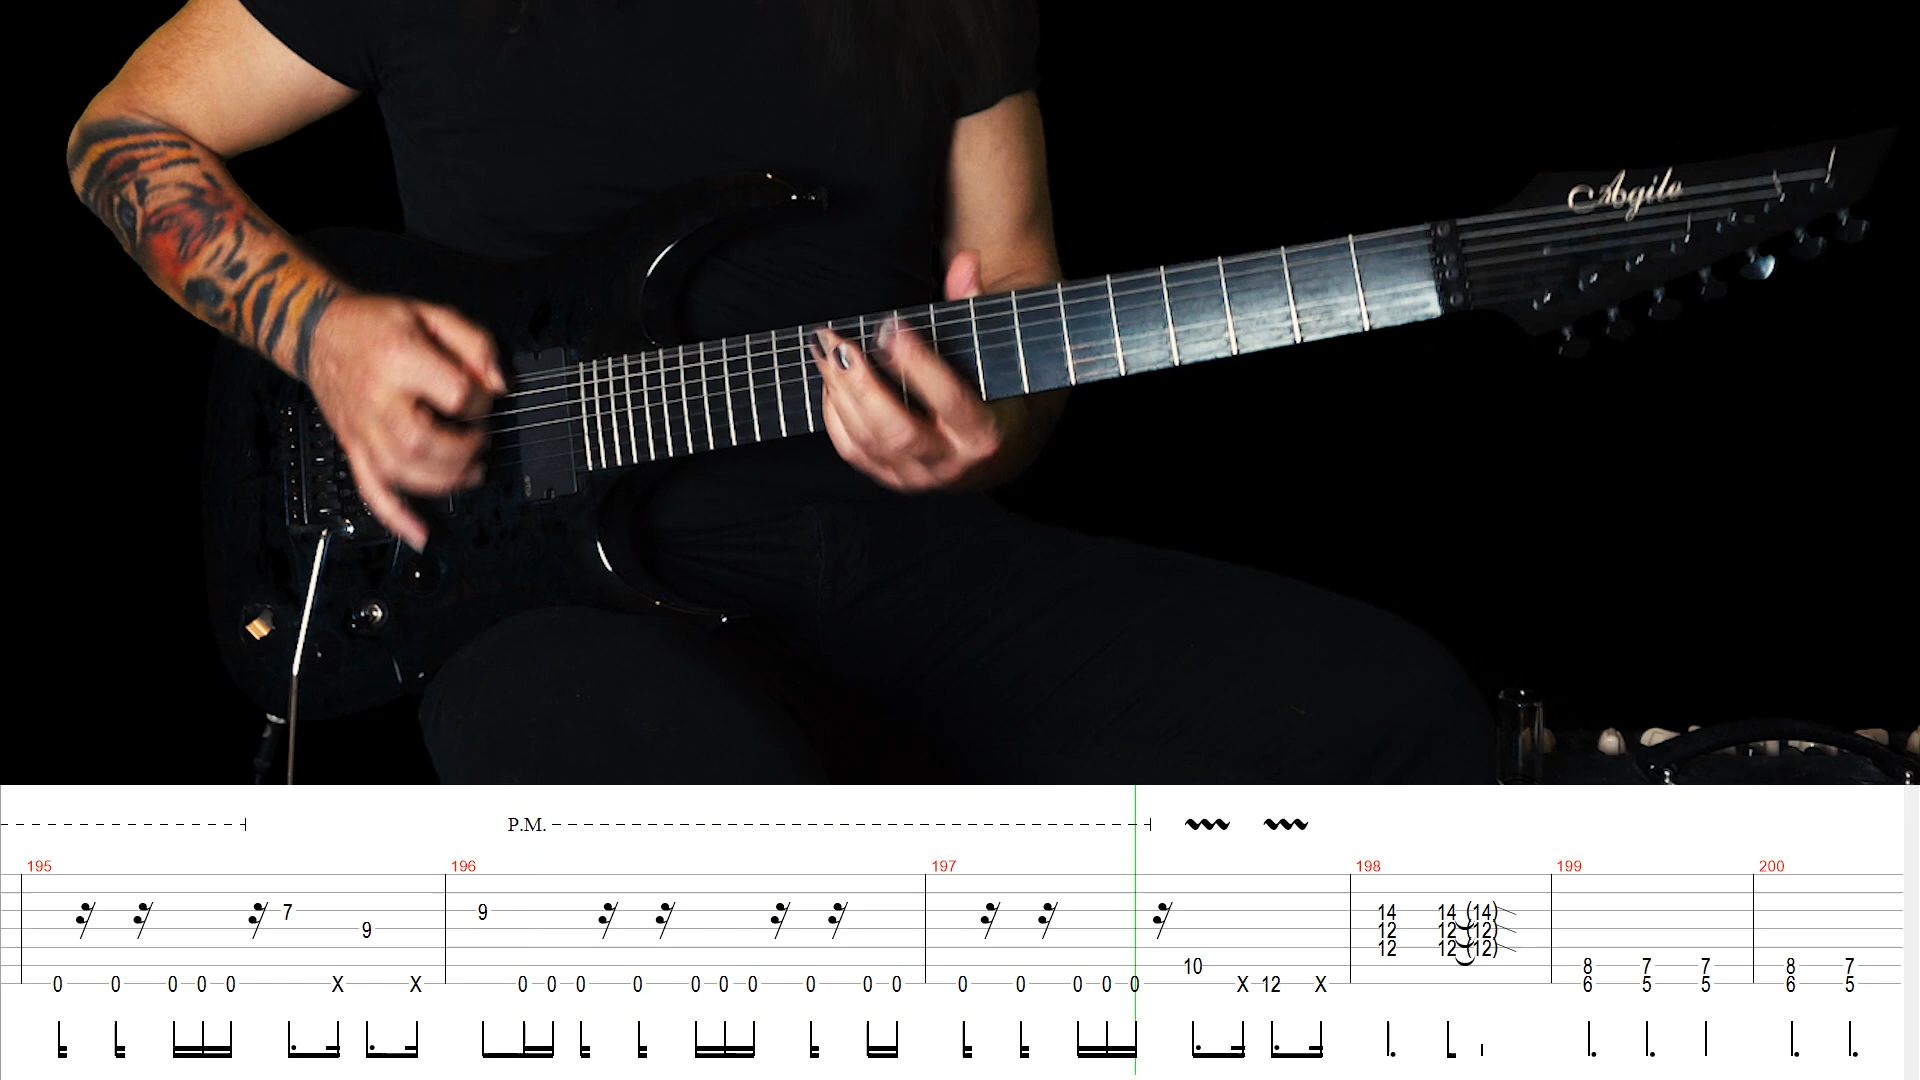 Agile
P.M.
195 196 197 198 199 200
7 9 9 14 14 (14)
9 12 12 (12)
12 12 (12)
10 8 7 7 8 7
0 0 0 0 0 X X 0 0 0 0 0 0 0 0 0 0 0 0 0 0 0 X 12 X 6 5 5 6 5